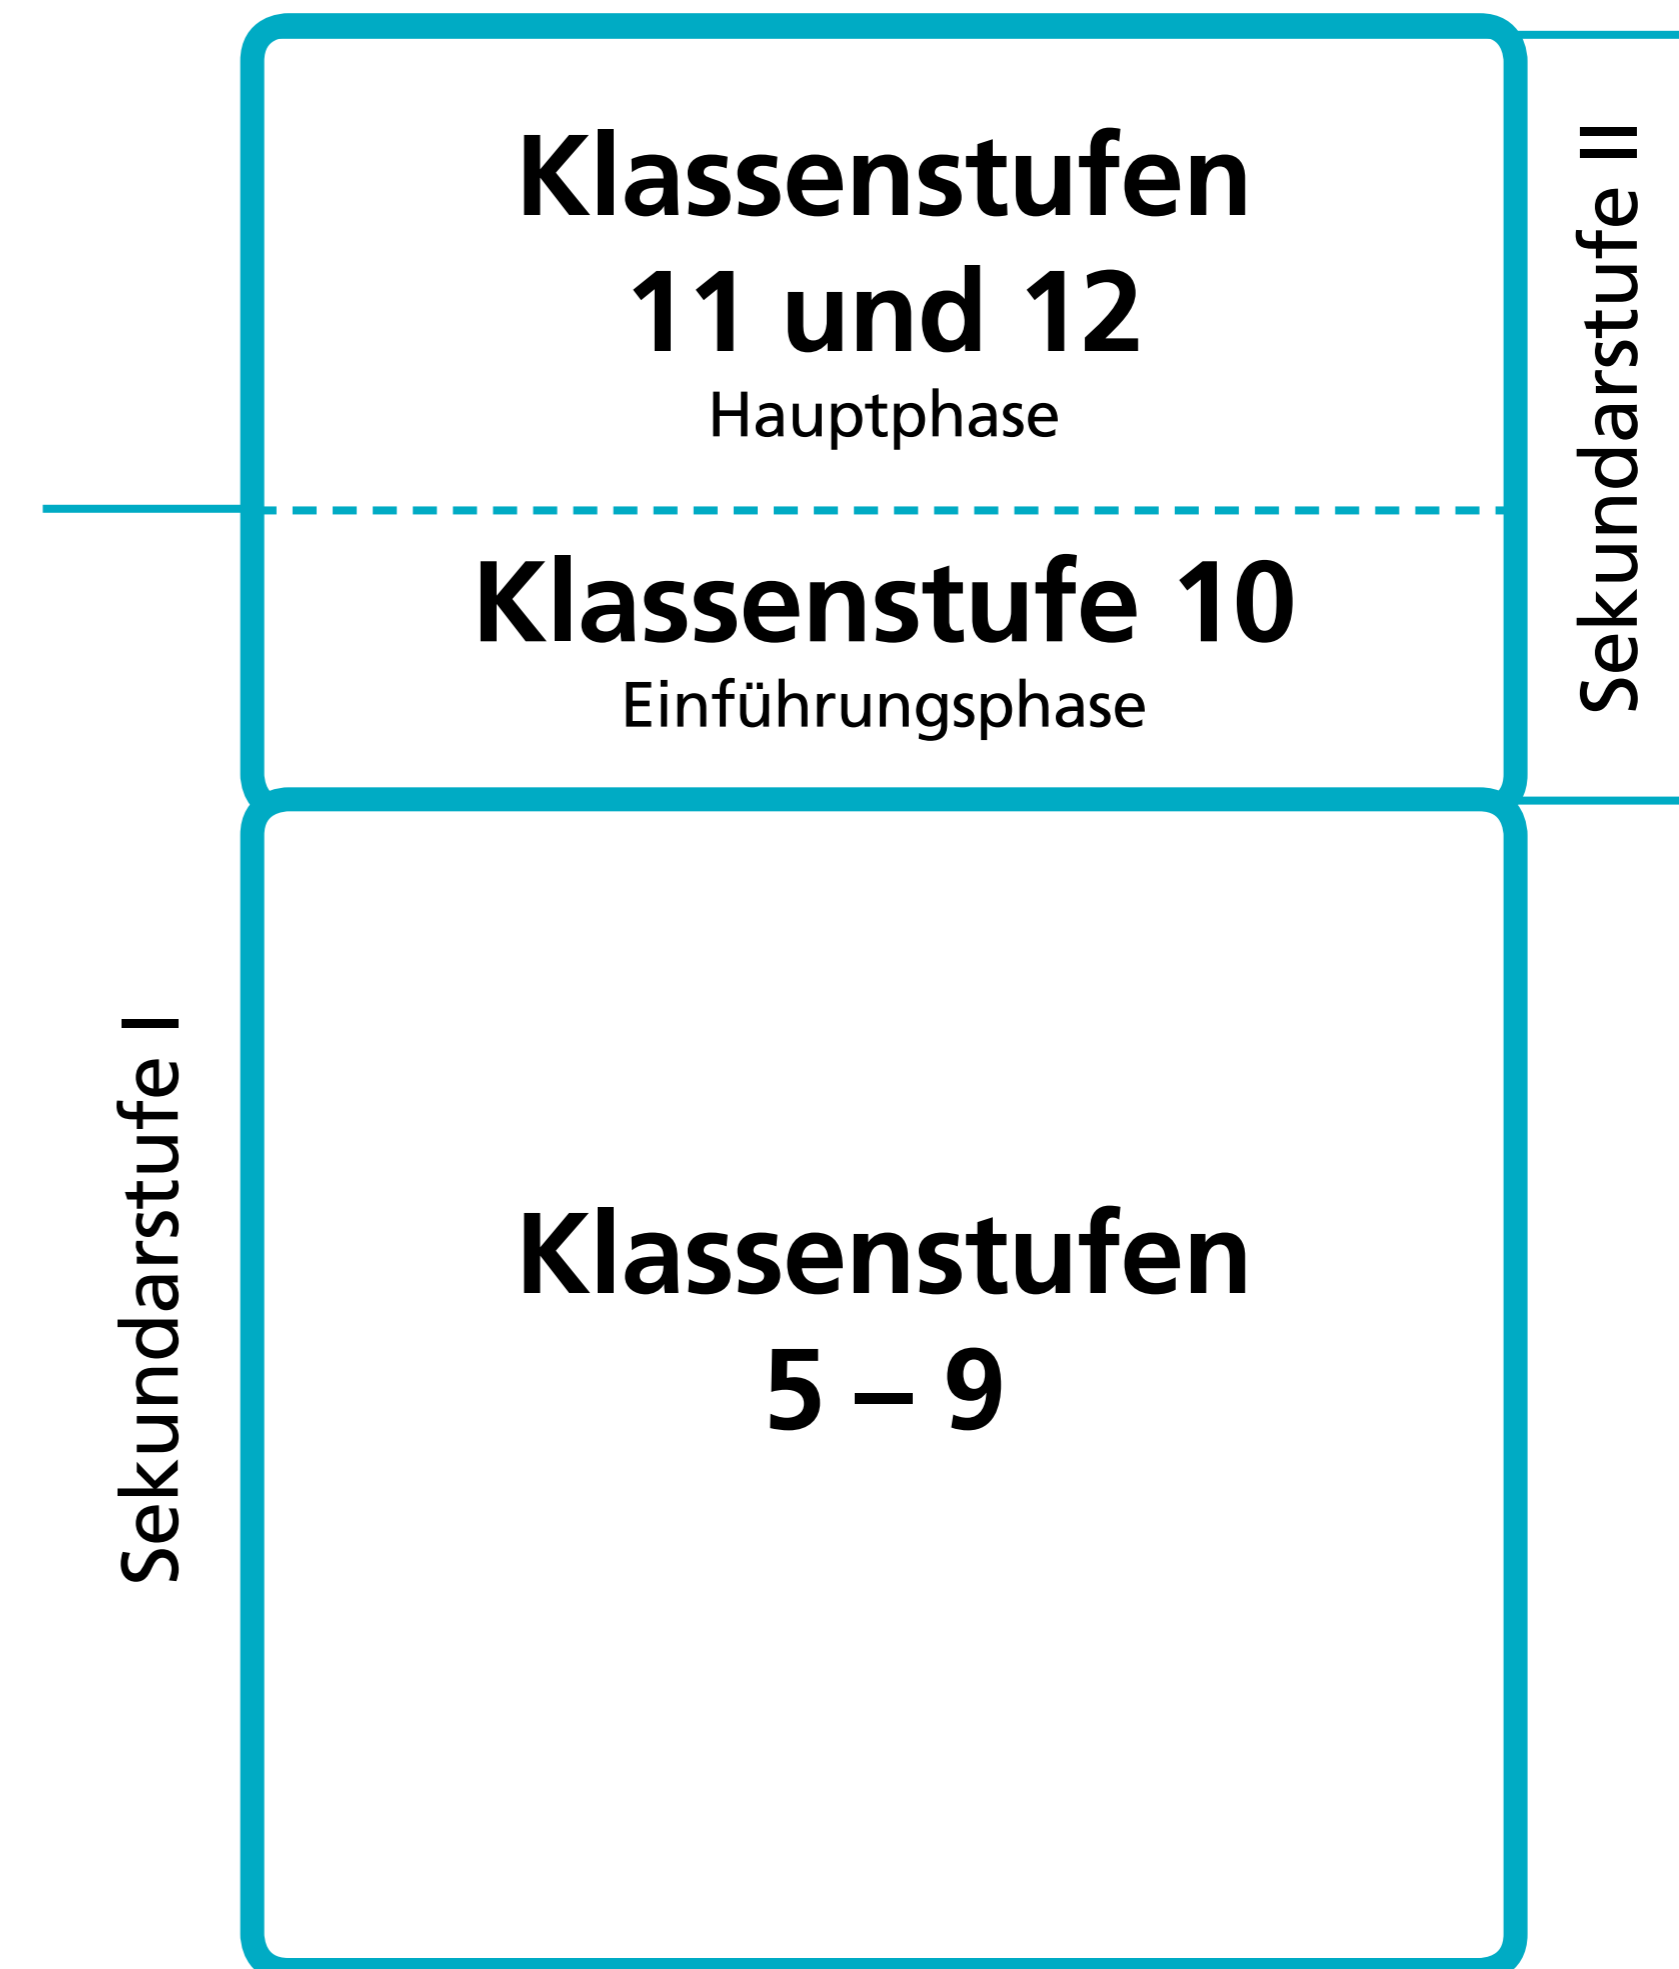 Klassenstufen
11 und 12
Hauptphase
Klassenstufe 10
Einführungsphase
Sekundarstufe II
Sekundarstufe I
Klassenstufen
5 – 9